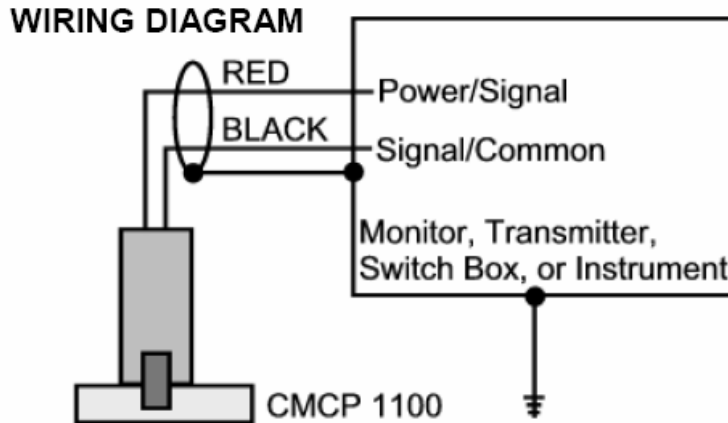 WIRING DIAGRAM
RED
Power/Signal
BLACK
Signal/Common
Monitor, Transmitter,
Switch Box, or Instrument
CMCP 1100